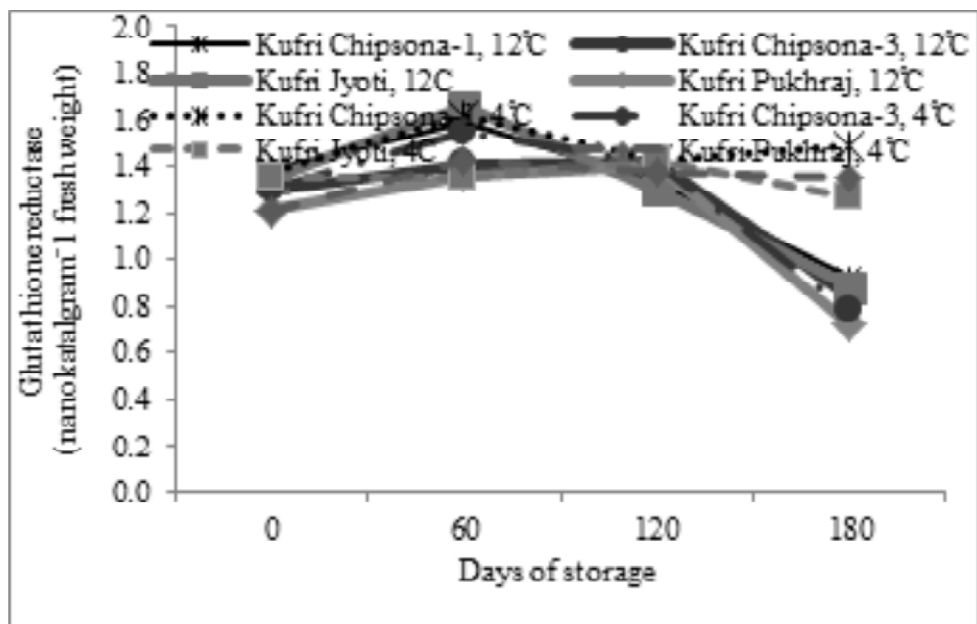 2.0
1.8
1.6
1.4
1.2
1.0
0.8
0.6
0.4
0.2
0.0
Glutathione reductase
(nanokatalgram⁻¹ fresh weight)
Kufri Chipsona-1, 12℃
Kufri Chipsona-3, 12℃
Kufri Jyoti, 12C
Kufri Pukhraj, 12℃
Kufri Chipsona-1, 4℃
Kufri Chipsona-3, 4℃
Kufri Jyoti, 4C
Kufri Pukhraj, 4℃
0 60 120 180
Days of storage